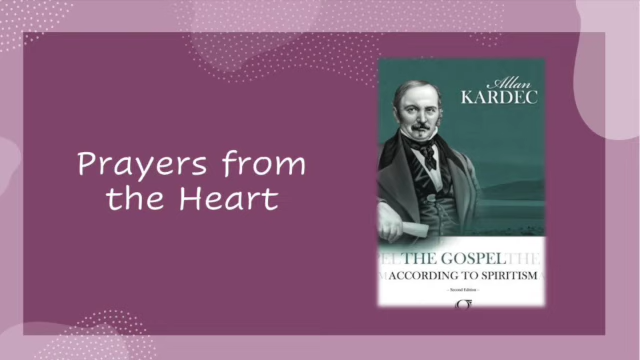 Prayers from
the Heart
Allan
KARDEC
THE GOSPEL
ACCORDING TO SPIRITISM
- Second Edition -